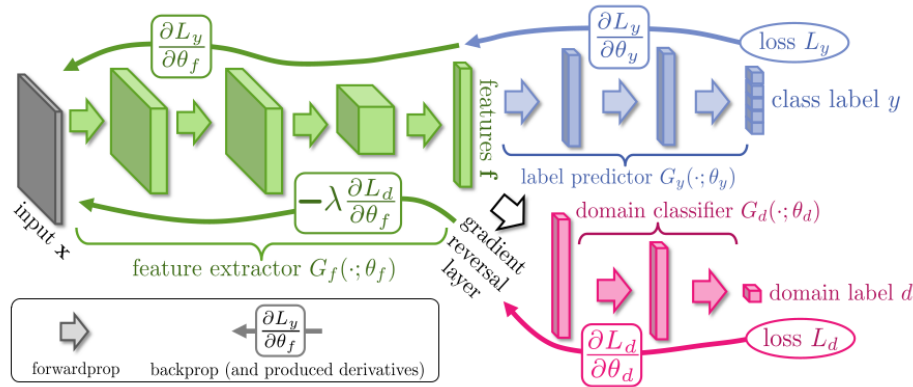 ∂L_y/∂θ_f
∂L_y/∂θ_y
loss L_y
input x
features f
class label y
label predictor G_y(·; θ_y)
−λ ∂L_d/∂θ_f
feature extractor G_f(·; θ_f)
gradient
reversal
layer
domain classifier G_d(·; θ_d)
domain label d
∂L_d/∂θ_d
loss L_d
∂L_y/∂θ_f
forwardprop
backprop (and produced derivatives)